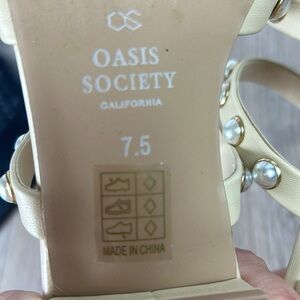 OASIS
SOCIETY
CALIFORNIA
7.5
MADE IN CHINA